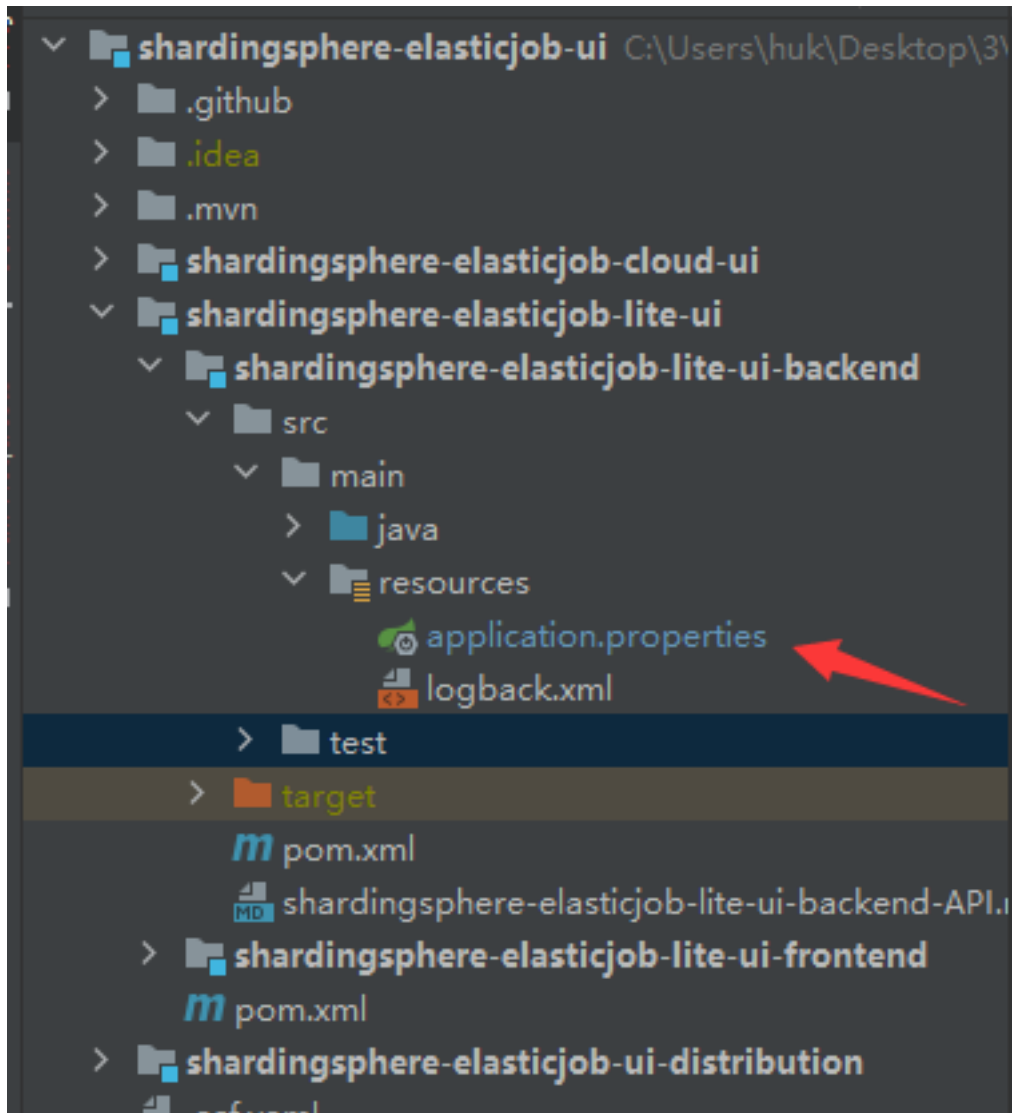 shardingsphere-elasticjob-ui C:\Users\huk\Desktop\3\
.github
.idea
.mvn
shardingsphere-elasticjob-cloud-ui
shardingsphere-elasticjob-lite-ui
shardingsphere-elasticjob-lite-ui-backend
src
main
java
resources
application.properties
<> logback.xml
test
target
m pom.xml
MD shardingsphere-elasticjob-lite-ui-backend-API.
shardingsphere-elasticjob-lite-ui-frontend
m pom.xml
shardingsphere-elasticjob-ui-distribution